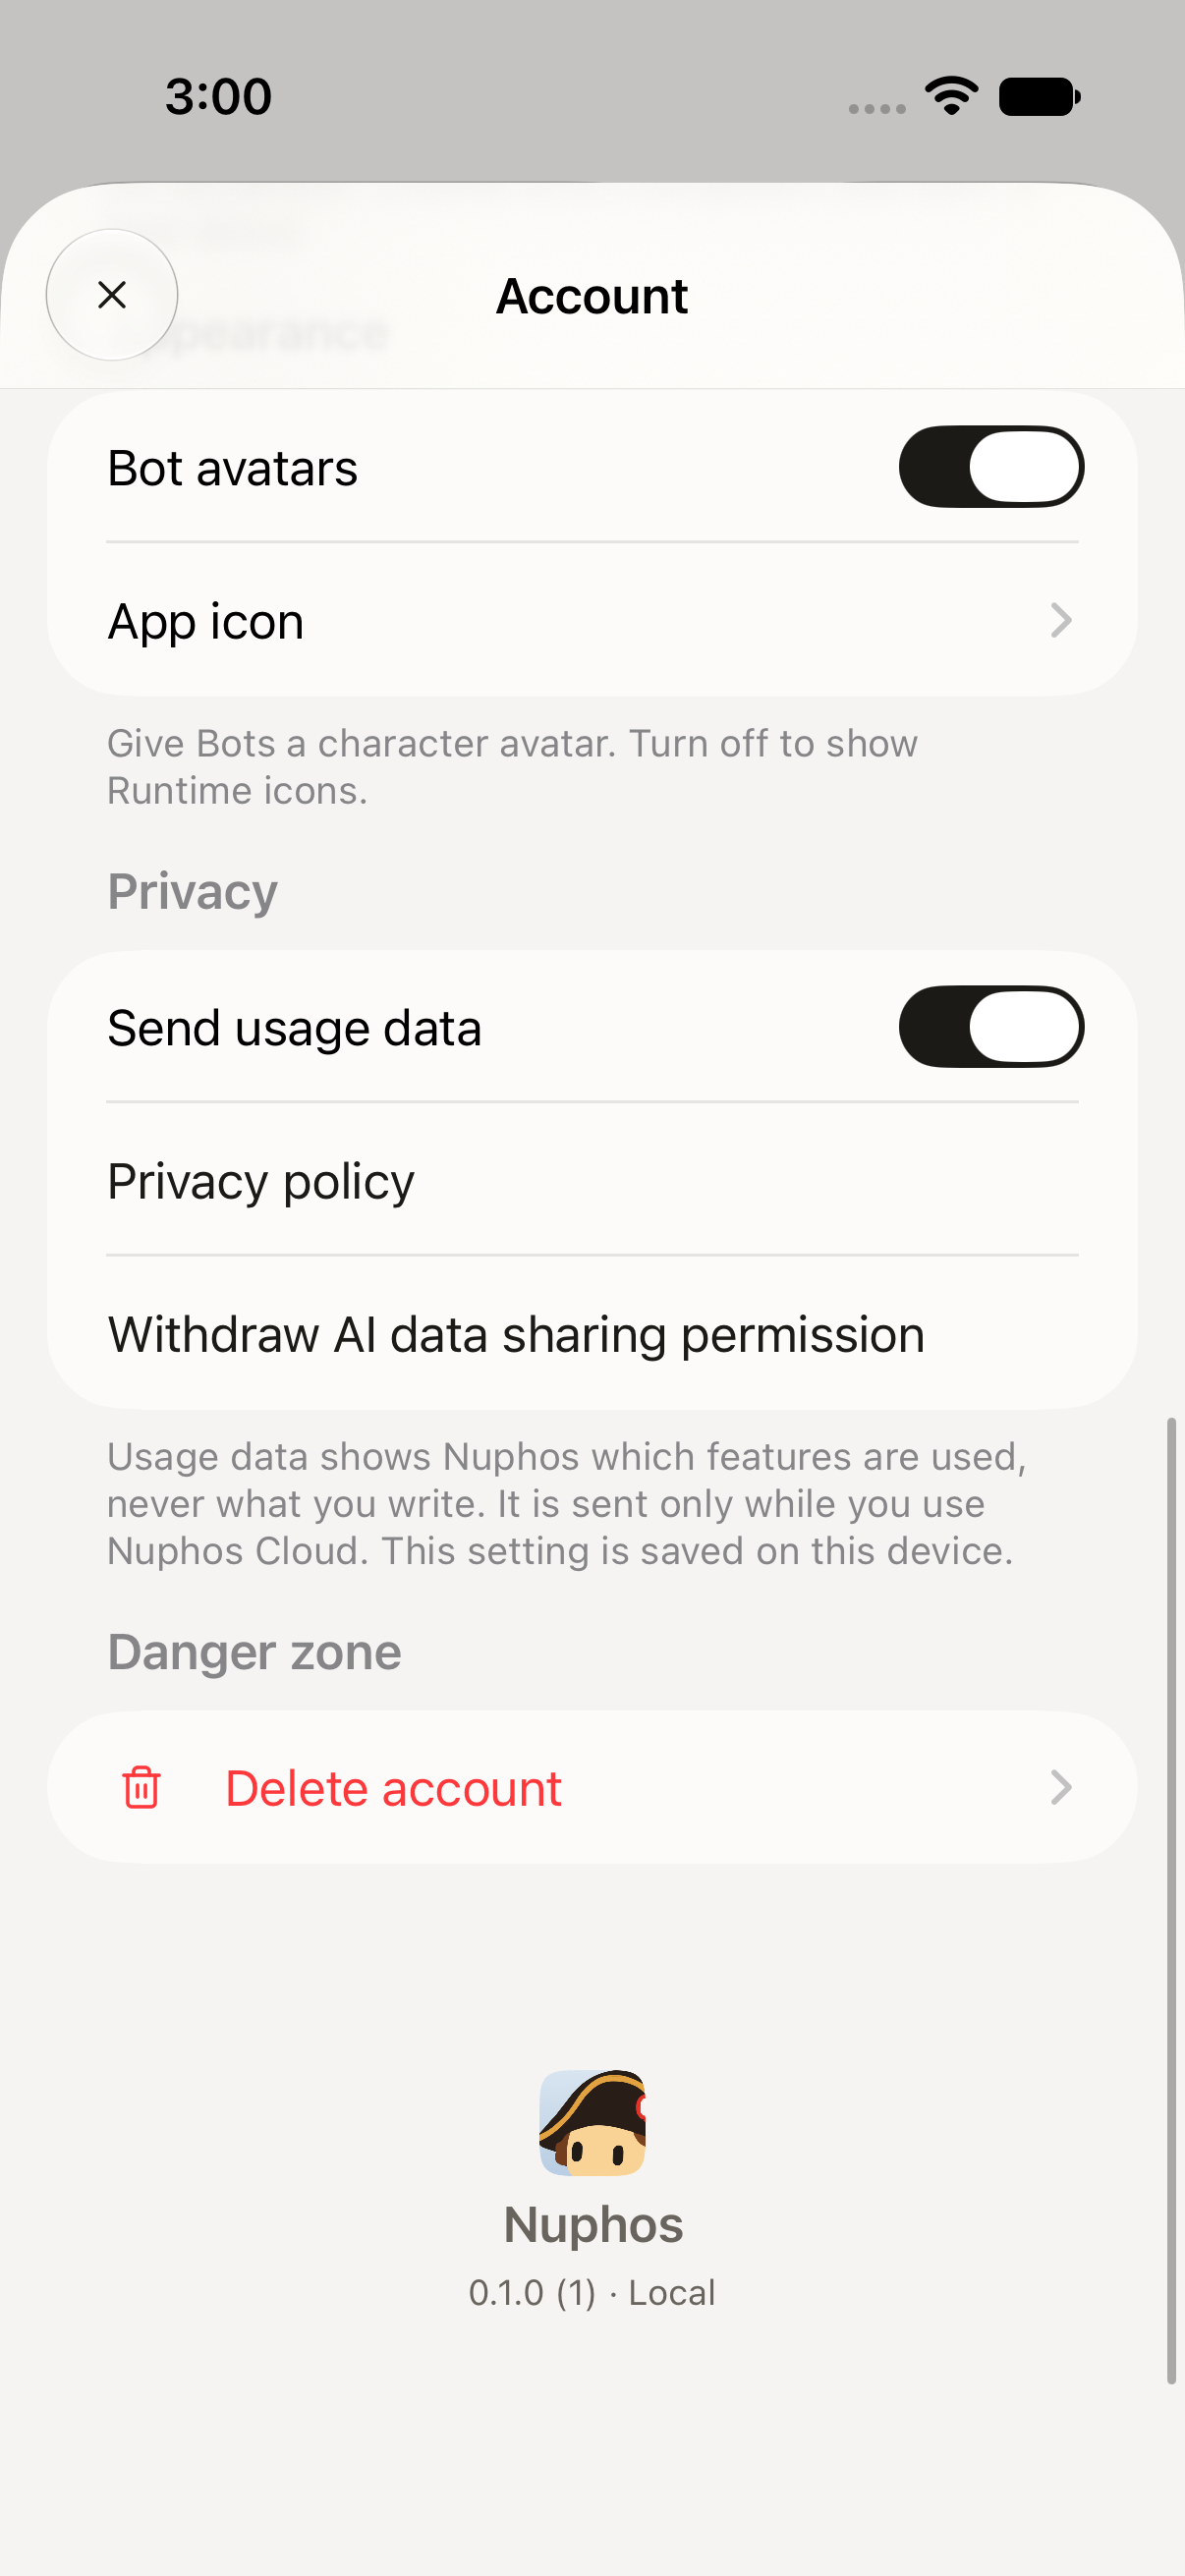 3:00
Account
Bot avatars
App icon
Give Bots a character avatar. Turn off to show
Runtime icons.
Privacy
Send usage data
Privacy policy
Withdraw AI data sharing permission
Usage data shows Nuphos which features are used,
never what you write. It is sent only while you use
Nuphos Cloud. This setting is saved on this device.
Danger zone
Delete account
Nuphos
0.1.0 (1) · Local